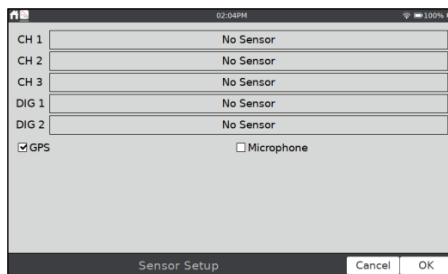 02:04PM 100%
CH 1 No Sensor
CH 2 No Sensor
CH 3 No Sensor
DIG 1 No Sensor
DIG 2 No Sensor
GPS Microphone
Sensor Setup Cancel OK